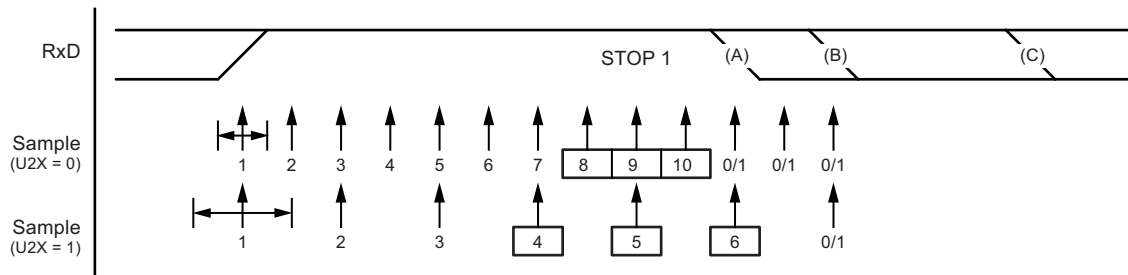 RxD STOP 1 (A) (B) (C)
Sample
(U2X = 0)
1 2 3 4 5 6 7 8 9 10 0/1 0/1 0/1
Sample
(U2X = 1)
1 2 3 4 5 6 0/1